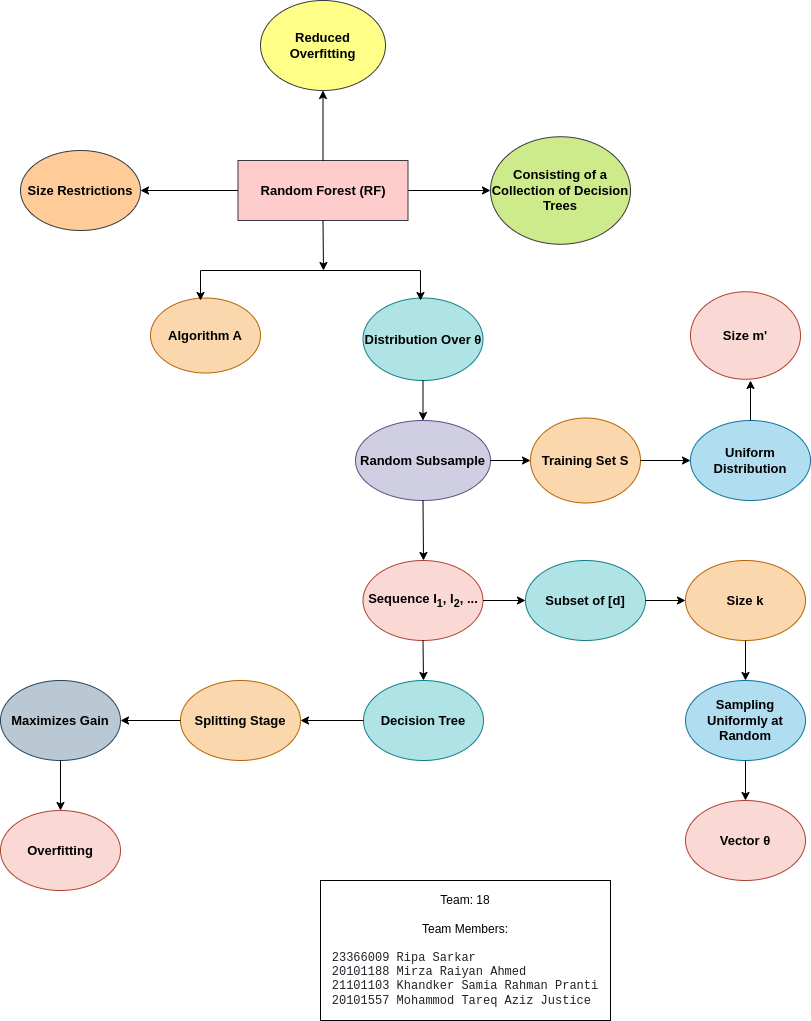 Reduced
Overfitting
Size Restrictions
Random Forest (RF)
Consisting of a
Collection of Decision
Trees
Algorithm A
Distribution Over θ
Size m'
Random Subsample
Training Set S
Uniform
Distribution
Sequence I1, I2, ...
Subset of [d]
Size k
Maximizes Gain
Splitting Stage
Decision Tree
Sampling
Uniformly at
Random
Overfitting
Vector θ
Team: 18
Team Members:
23366009 Ripa Sarkar
20101188 Mirza Raiyan Ahmed
21101103 Khandker Samia Rahman Pranti
20101557 Mohammod Tareq Aziz Justice